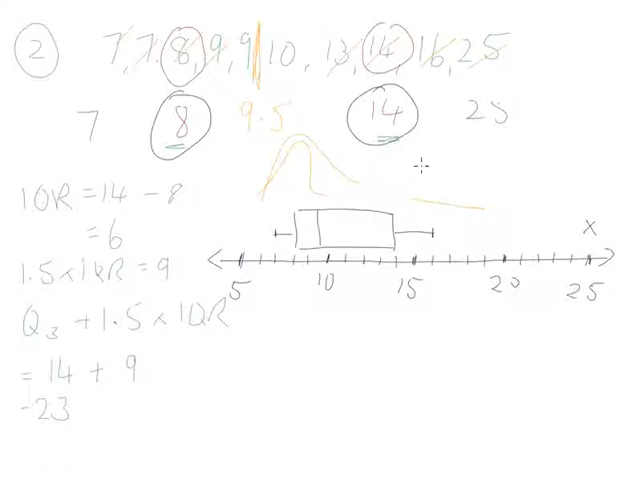 2 7, 7, 8, 9, 9 10, 13, 14, 16, 25
7 8 9.5 14 25
IQR = 14 - 8
= 6
1.5 × IQR = 9
x
5 10 15 20 25
Q3 + 1.5 × IQR
= 14 + 9
-23